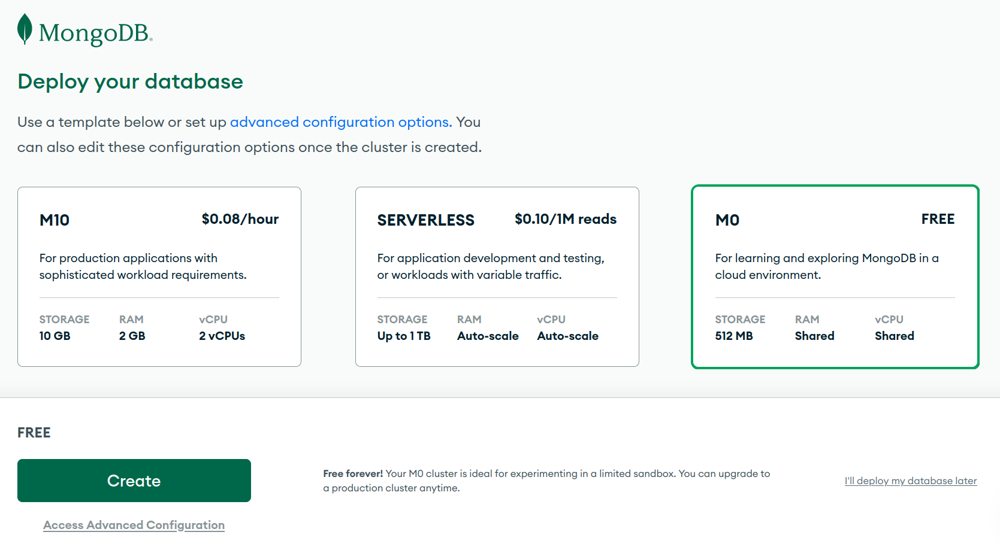 MongoDB®
Deploy your database
Use a template below or set up advanced configuration options. You
can also edit these configuration options once the cluster is created.
M10 $0.08/hour
For production applications with
sophisticated workload requirements.
STORAGE RAM vCPU
10 GB 2 GB 2 vCPUs
SERVERLESS $0.10/1M reads
For application development and testing,
or workloads with variable traffic.
STORAGE RAM vCPU
Up to 1 TB Auto-scale Auto-scale
M0 FREE
For learning and exploring MongoDB in a
cloud environment.
STORAGE RAM vCPU
512 MB Shared Shared
FREE
Create
Access Advanced Configuration
Free forever! Your M0 cluster is ideal for experimenting in a limited sandbox. You can upgrade to
a production cluster anytime.
I'll deploy my database later